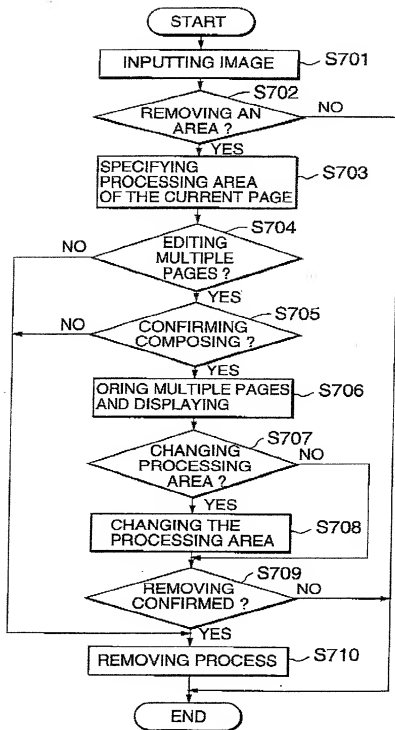 START
INPUTTING IMAGE
S701
S702
REMOVING AN
AREA ?
NO
YES
SPECIFYING
PROCESSING AREA
OF THE CURRENT PAGE
S703
S704
NO
EDITING
MULTIPLE
PAGES ?
YES
S705
NO
CONFIRMING
COMPOSING ?
YES
ORING MULTIPLE PAGES
AND DISPLAYING
S706
S707
CHANGING
PROCESSING
AREA ?
NO
YES
CHANGING THE
PROCESSING AREA
S708
S709
REMOVING
CONFIRMED ?
NO
YES
REMOVING PROCESS
S710
END